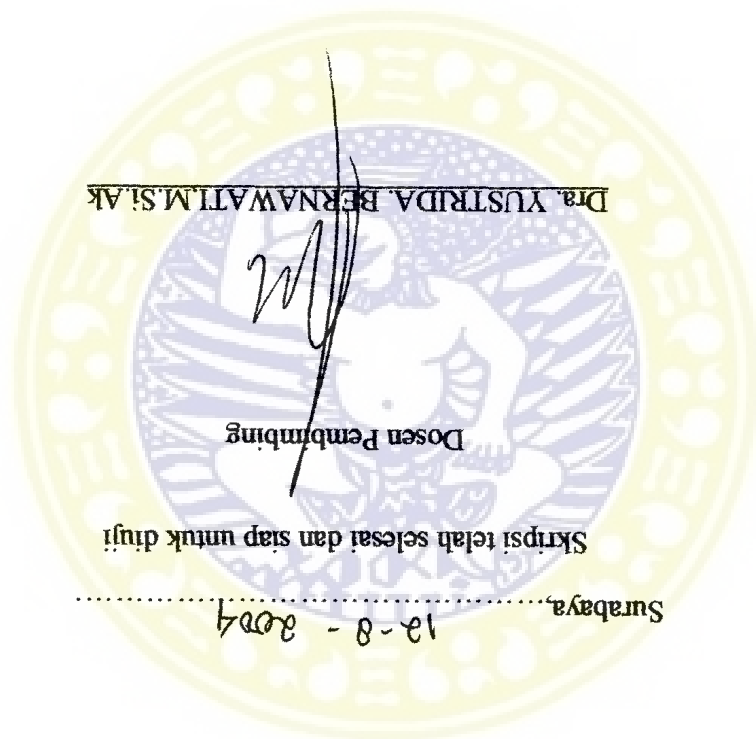 Surabaya,............12-8-2004............
Skripsi telah selesai dan siap untuk diuji
Dosen Pembimbing
Dra. YUSTRIDA. BERNAWATI.M.Si.Ak